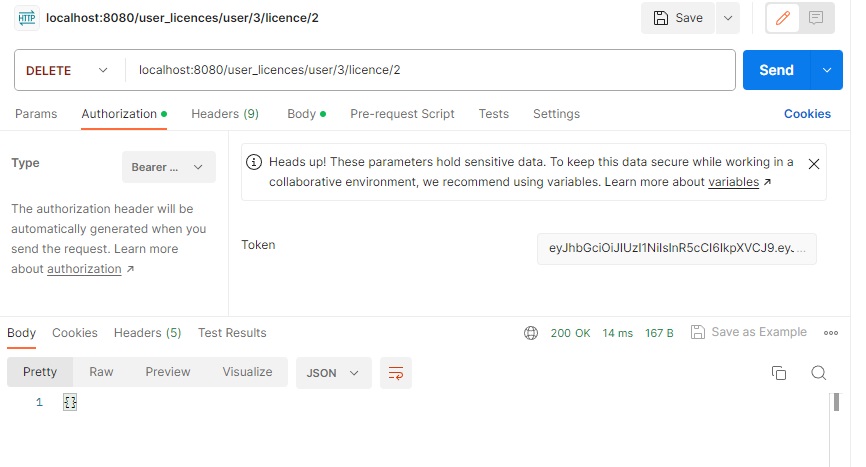 HTTP localhost:8080/user_licences/user/3/licence/2 Save
DELETE localhost:8080/user_licences/user/3/licence/2 Send
Params Authorization Headers (9) Body Pre-request Script Tests Settings Cookies
Type Bearer ...
Heads up! These parameters hold sensitive data. To keep this data secure while working in a
collaborative environment, we recommend using variables. Learn more about variables ↗
The authorization header will be
automatically generated when you
send the request. Learn more
about authorization ↗
Token eyJhbGciOiJIUzI1NiIsInR5cCI6IkpXVCJ9.eyJ ...
Body Cookies Headers (5) Test Results 200 OK 14 ms 167 B Save as Example
Pretty Raw Preview Visualize JSON
1 {}